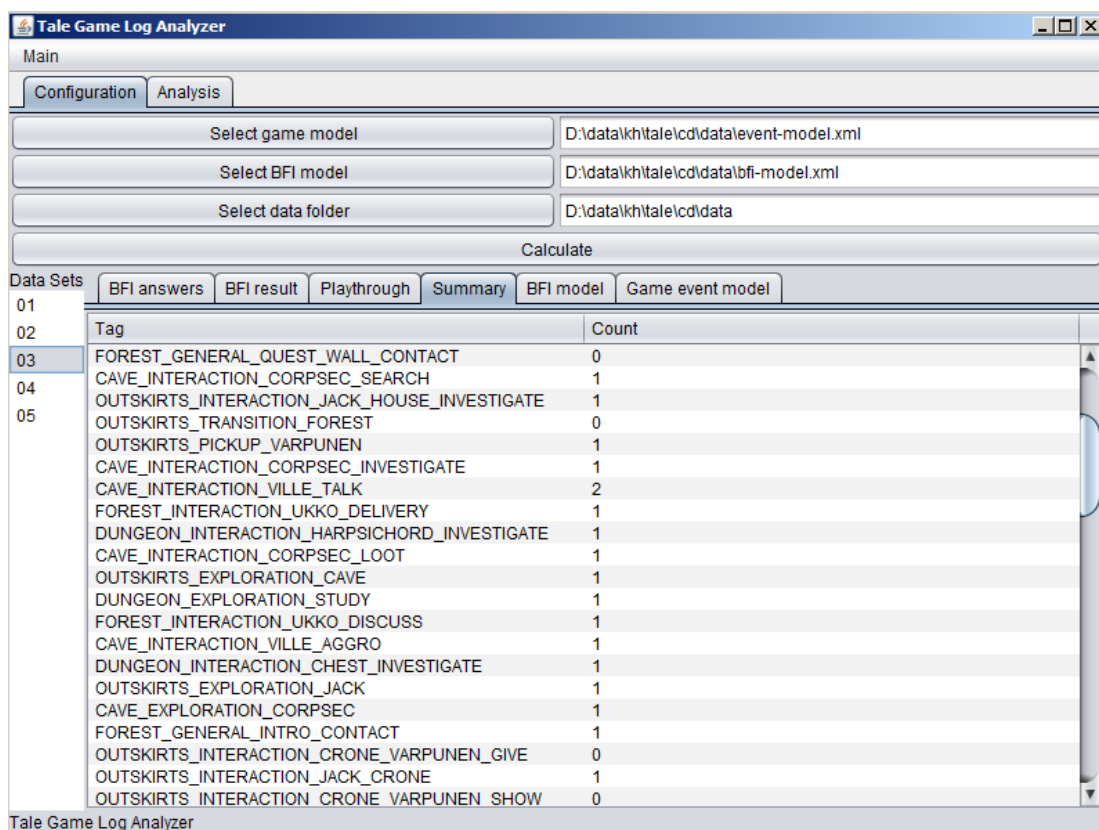 Tale Game Log Analyzer
Main
Configuration Analysis
Select game model D:\data\kh\tale\cd\data\event-model.xml
Select BFI model D:\data\kh\tale\cd\data\bfi-model.xml
Select data folder D:\data\kh\tale\cd\data
Calculate
Data Sets BFI answers BFI result Playthrough Summary BFI model Game event model
01
02
03
04
05
Tag Count
FOREST_GENERAL_QUEST_WALL_CONTACT 0
CAVE_INTERACTION_CORPSEC_SEARCH 1
OUTSKIRTS_INTERACTION_JACK_HOUSE_INVESTIGATE 1
OUTSKIRTS_TRANSITION_FOREST 0
OUTSKIRTS_PICKUP_VARPUNEN 1
CAVE_INTERACTION_CORPSEC_INVESTIGATE 1
CAVE_INTERACTION_VILLE_TALK 2
FOREST_INTERACTION_UKKO_DELIVERY 1
DUNGEON_INTERACTION_HARPSICHORD_INVESTIGATE 1
CAVE_INTERACTION_CORPSEC_LOOT 1
OUTSKIRTS_EXPLORATION_CAVE 1
DUNGEON_EXPLORATION_STUDY 1
FOREST_INTERACTION_UKKO_DISCUSS 1
CAVE_INTERACTION_VILLE_AGGRO 1
DUNGEON_INTERACTION_CHEST_INVESTIGATE 1
OUTSKIRTS_EXPLORATION_JACK 1
CAVE_EXPLORATION_CORPSEC 1
FOREST_GENERAL_INTRO_CONTACT 1
OUTSKIRTS_INTERACTION_CRONE_VARPUNEN_GIVE 0
OUTSKIRTS_INTERACTION_JACK_CRONE 1
OUTSKIRTS_INTERACTION_CRONE_VARPUNEN_SHOW 0
Tale Game Log Analyzer